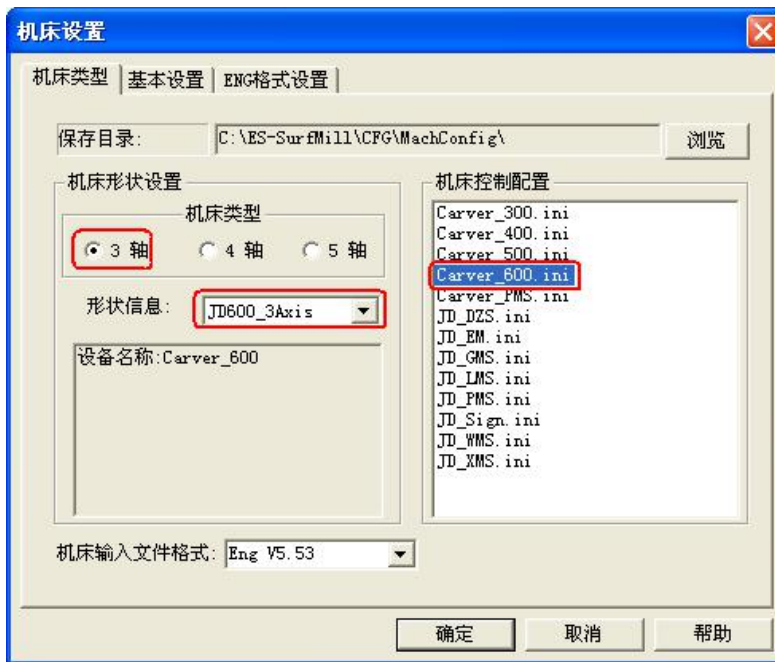 机床设置
机床类型 基本设置 ENG格式设置
保存目录: C:\ES-SurfMill\CFG\MachConfig\ 浏览
机床形状设置
机床类型
3 轴 4 轴 5 轴
形状信息: JD600_3Axis
设备名称:Carver_600
机床控制配置
Carver_300.ini
Carver_400.ini
Carver_500.ini
Carver_600.ini
Carver_PMS.ini
JD_DZS.ini
JD_EM.ini
JD_GMS.ini
JD_LMS.ini
JD_PMS.ini
JD_Sign.ini
JD_WMS.ini
JD_XMS.ini
机床输入文件格式: Eng V5.53
确定 取消 帮助